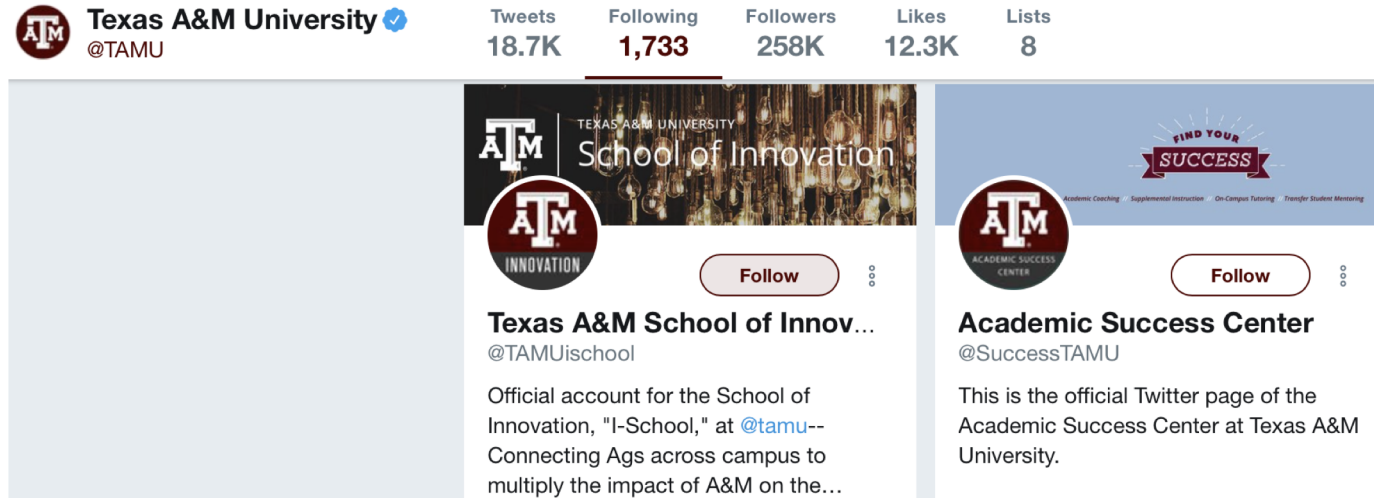 Texas A&M University
@TAMU
Tweets
18.7K
Following
1,733
Followers
258K
Likes
12.3K
Lists
8
ATM
TEXAS A&M UNIVERSITY
School of Innovation
ATM
INNOVATION
Follow
Texas A&M School of Innov...
@TAMUischool
Official account for the School of
Innovation, "I-School," at @tamu--
Connecting Ags across campus to
multiply the impact of A&M on the...
FIND YOUR
SUCCESS
Academic Coaching // Supplemental Instruction // On-Campus Tutoring // Transfer Student Mentoring
ATM
ACADEMIC SUCCESS
CENTER
Follow
Academic Success Center
@SuccessTAMU
This is the official Twitter page of the
Academic Success Center at Texas A&M
University.